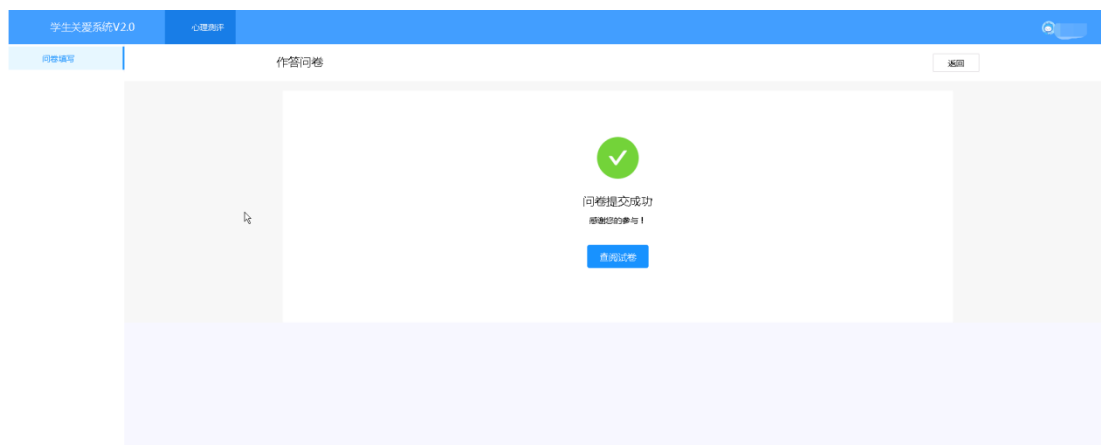 学生关爱系统V2.0
心理测评
问卷填写
作答问卷
返回
问卷提交成功
感谢您的参与！
查阅试卷